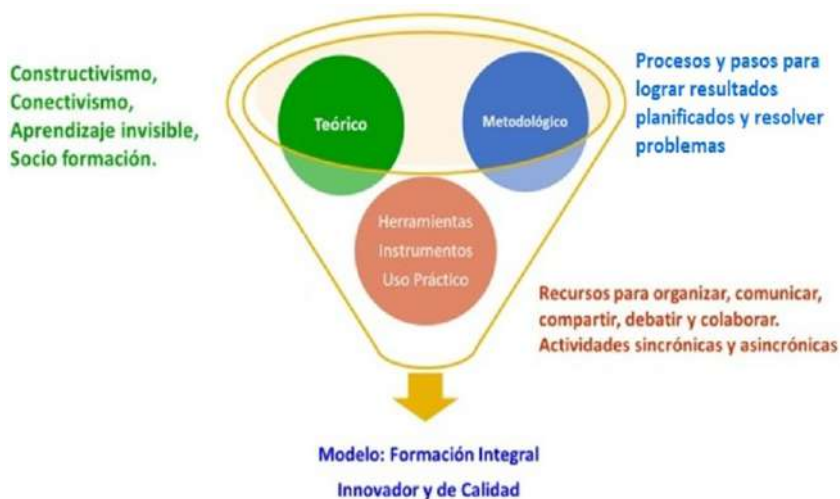 Constructivismo,
Conectivismo,
Aprendizaje invisible,
Socio formación.
Teórico
Metodológico
Procesos y pasos para
lograr resultados
planificados y resolver
problemas
Herramientas
Instrumentos
Uso Práctico
Recursos para organizar, comunicar,
compartir, debatir y colaborar.
Actividades sincrónicas y asincrónicas
Modelo: Formación Integral
Innovador y de Calidad